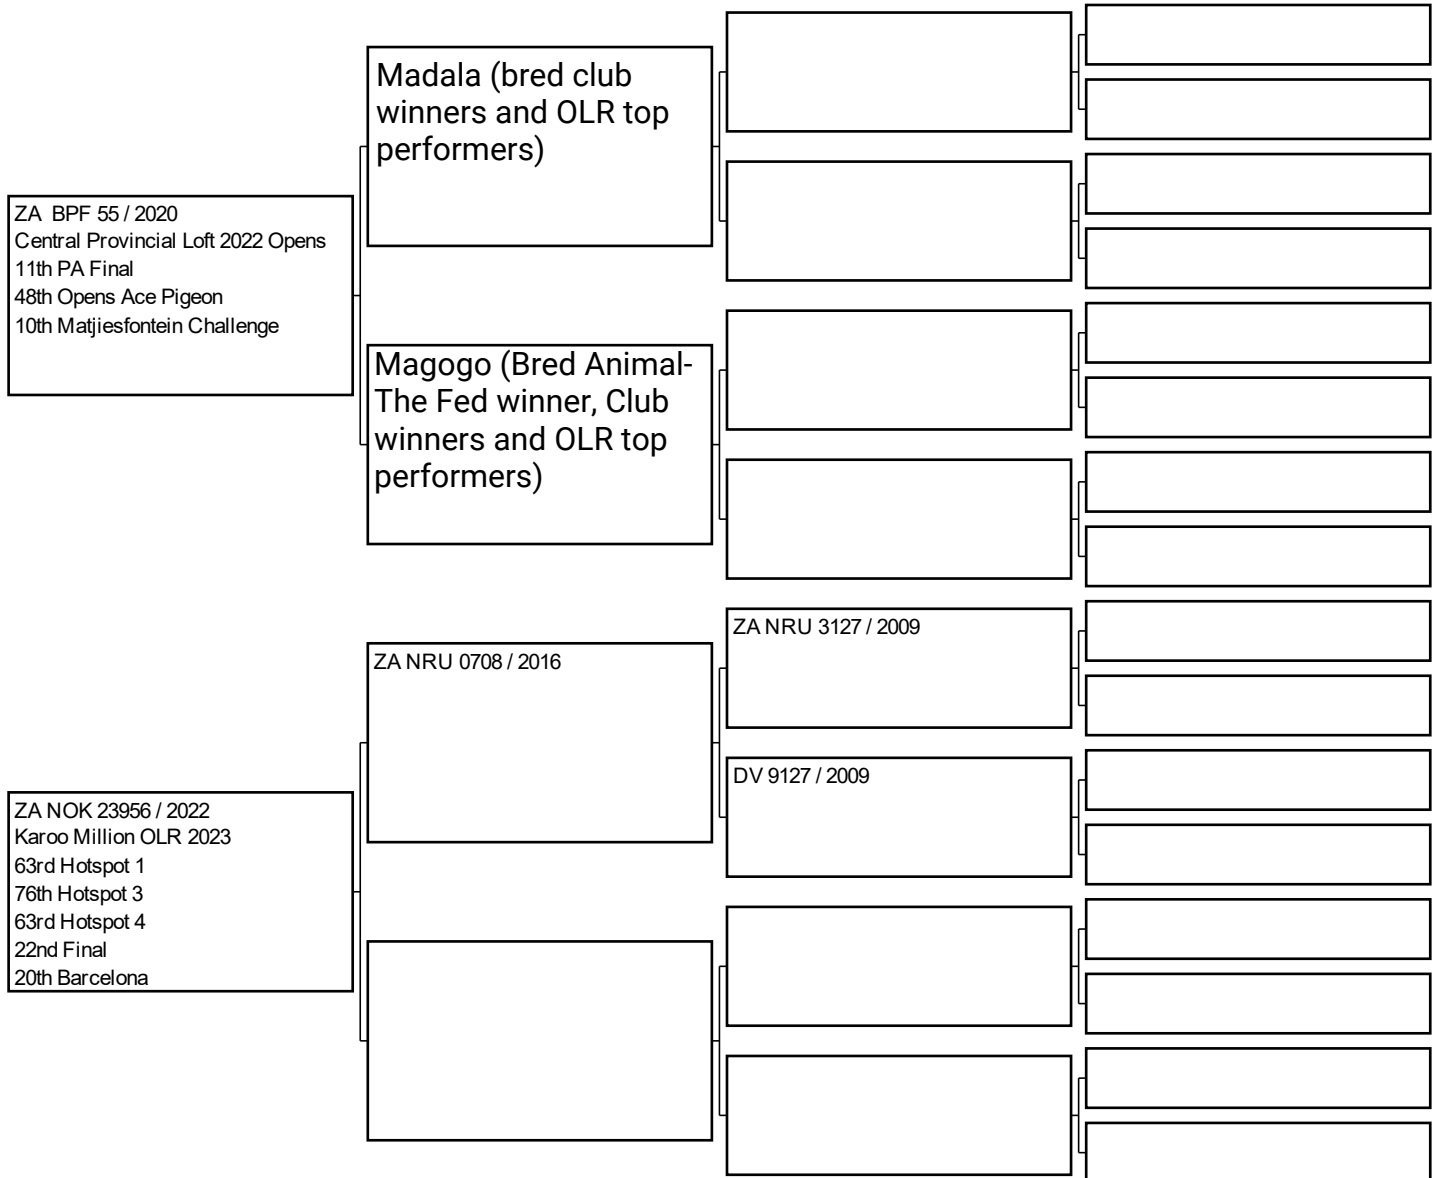 Madala (bred club
winners and OLR top
performers)
ZA BPF 55 / 2020
Central Provincial Loft 2022 Opens
11th PA Final
48th Opens Ace Pigeon
10th Matjiesfontein Challenge
Magogo (Bred Animal-
The Fed winner, Club
winners and OLR top
performers)
ZA NRU 0708 / 2016
ZA NRU 3127 / 2009
DV 9127 / 2009
ZA NOK 23956 / 2022
Karoo Million OLR 2023
63rd Hotspot 1
76th Hotspot 3
63rd Hotspot 4
22nd Final
20th Barcelona